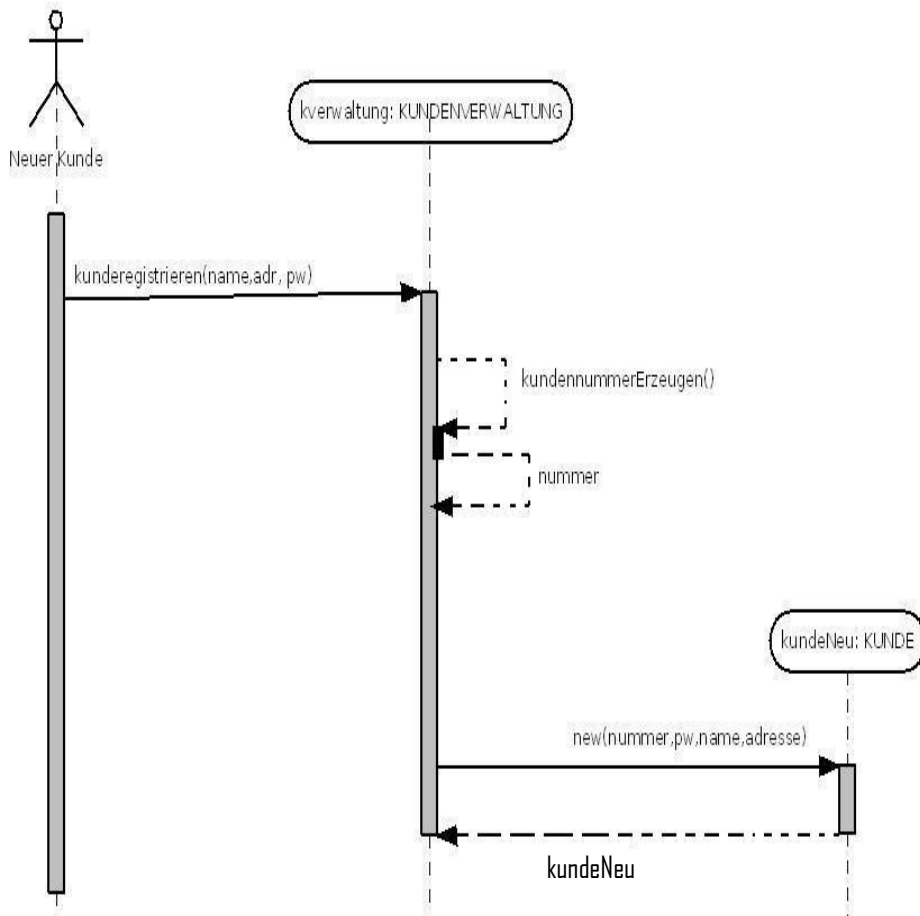 kverwaltung: KUNDENVERWALTUNG
Neuer Kunde
kunderegistrieren(name,adr, pw)
kundennummerErzeugen()
nummer
kundeNeu: KUNDE
new(nummer,pw,name,adresse)
kundeNeu